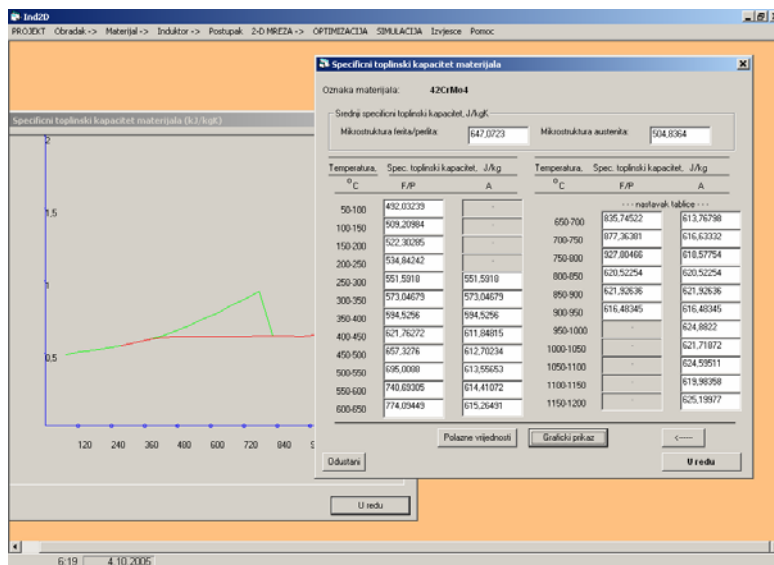 Ind2D
PROJEKT Obradak -> Materijal -> Induktor -> Postupak 2-D MREZA -> OPTIMIZACIJA SIMULACIJA Izvjesce Pomoc
Specificni toplinski kapacitet materijala (kJ/kgK)
2
1,5
1
0,5
120 240 360 480 600 720 840
U redu
Specificni toplinski kapacitet materijala
Oznaka materijala: 42CrMo4
Srednji specificni toplinski kapacitet, J/kgK
Mikrostruktura ferita/perlita: 647,0723 Mikrostruktura austenita: 504,8364
Temperatura, Spec. toplinski kapacitet, J/kg
°C F/P A
50-100 492,03239 -
100-150 509,20984 -
150-200 522,30285 -
200-250 534,84242 -
250-300 551,5918 551,5918
300-350 573,04679 573,04679
350-400 594,5256 594,5256
400-450 621,76272 611,84815
450-500 657,3276 612,70234
500-550 695,0088 613,55653
550-600 740,69305 614,41072
600-650 774,09449 615,26491
Temperatura, Spec. toplinski kapacitet, J/kg
°C F/P A
- - - nastavak tablice - - -
650-700 835,74522 613,76798
700-750 877,36381 616,63332
750-800 927,80466 618,57754
800-850 620,52254 620,52254
850-900 621,92636 621,92636
900-950 616,48345 616,48345
950-1000 - 624,8822
1000-1050 - 621,71872
1050-1100 - 624,59511
1100-1150 - 619,98358
1150-1200 - 625,19977
Polazne vrijednosti Graficki prikaz <-----
Odustani U redu
6:19 4.10.2005